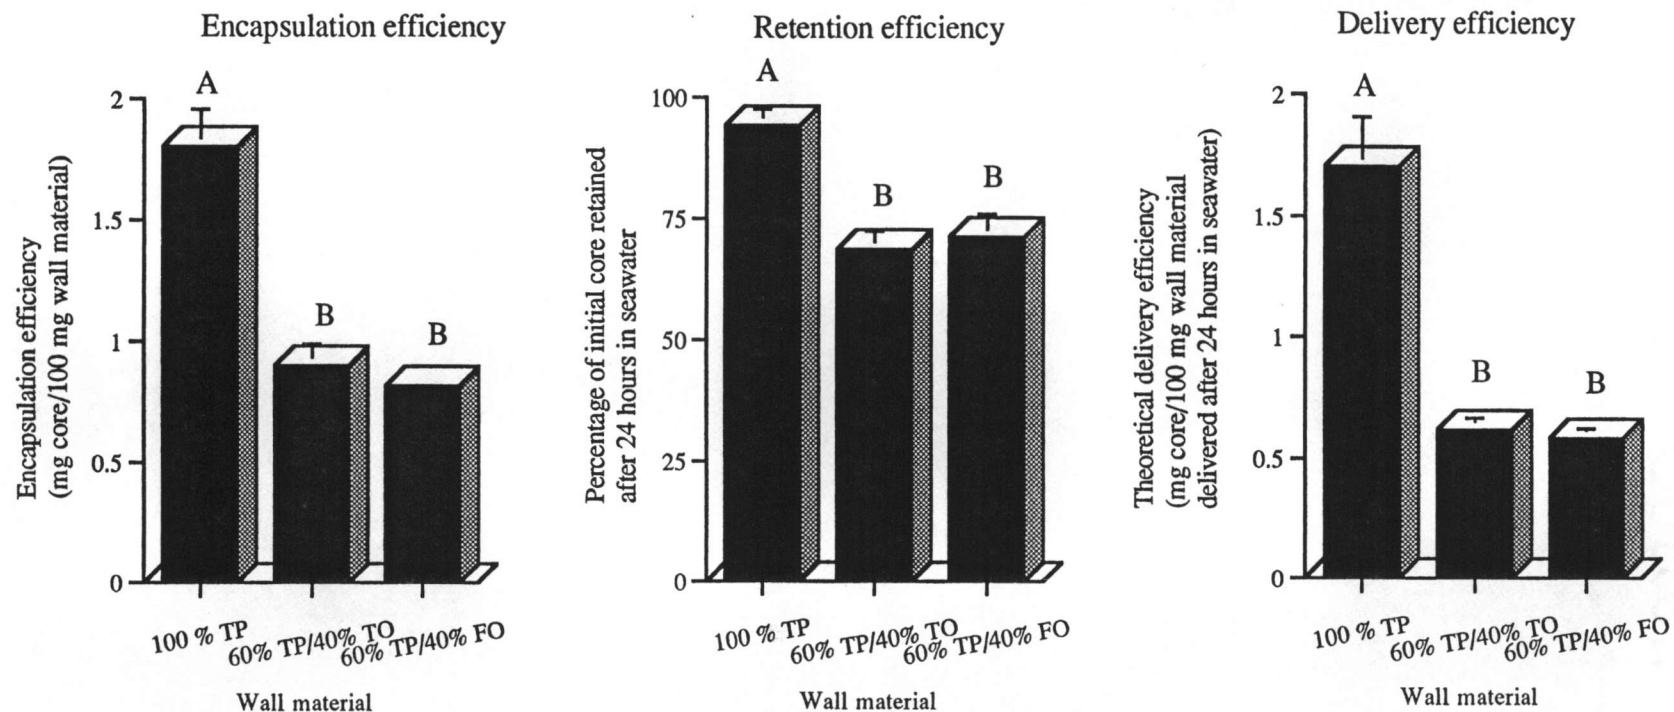 Encapsulation efficiency
Encapsulation efficiency
(mg core/100 mg wall material)
2
1.5
1
0.5
0
A
B
B
100 % TP
60% TP/40% TO
60% TP/40% FO
Wall material
Retention efficiency
Percentage of initial core retained
after 24 hours in seawater
100
75
50
25
0
A
B
B
100 % TP
60% TP/40% TO
60% TP/40% FO
Wall material
Delivery efficiency
Theoretical delivery efficiency
(mg core/100 mg wall material
delivered after 24 hours in seawater)
2
1.5
1
0.5
0
A
B
B
100 % TP
60% TP/40% TO
60% TP/40% FO
Wall material